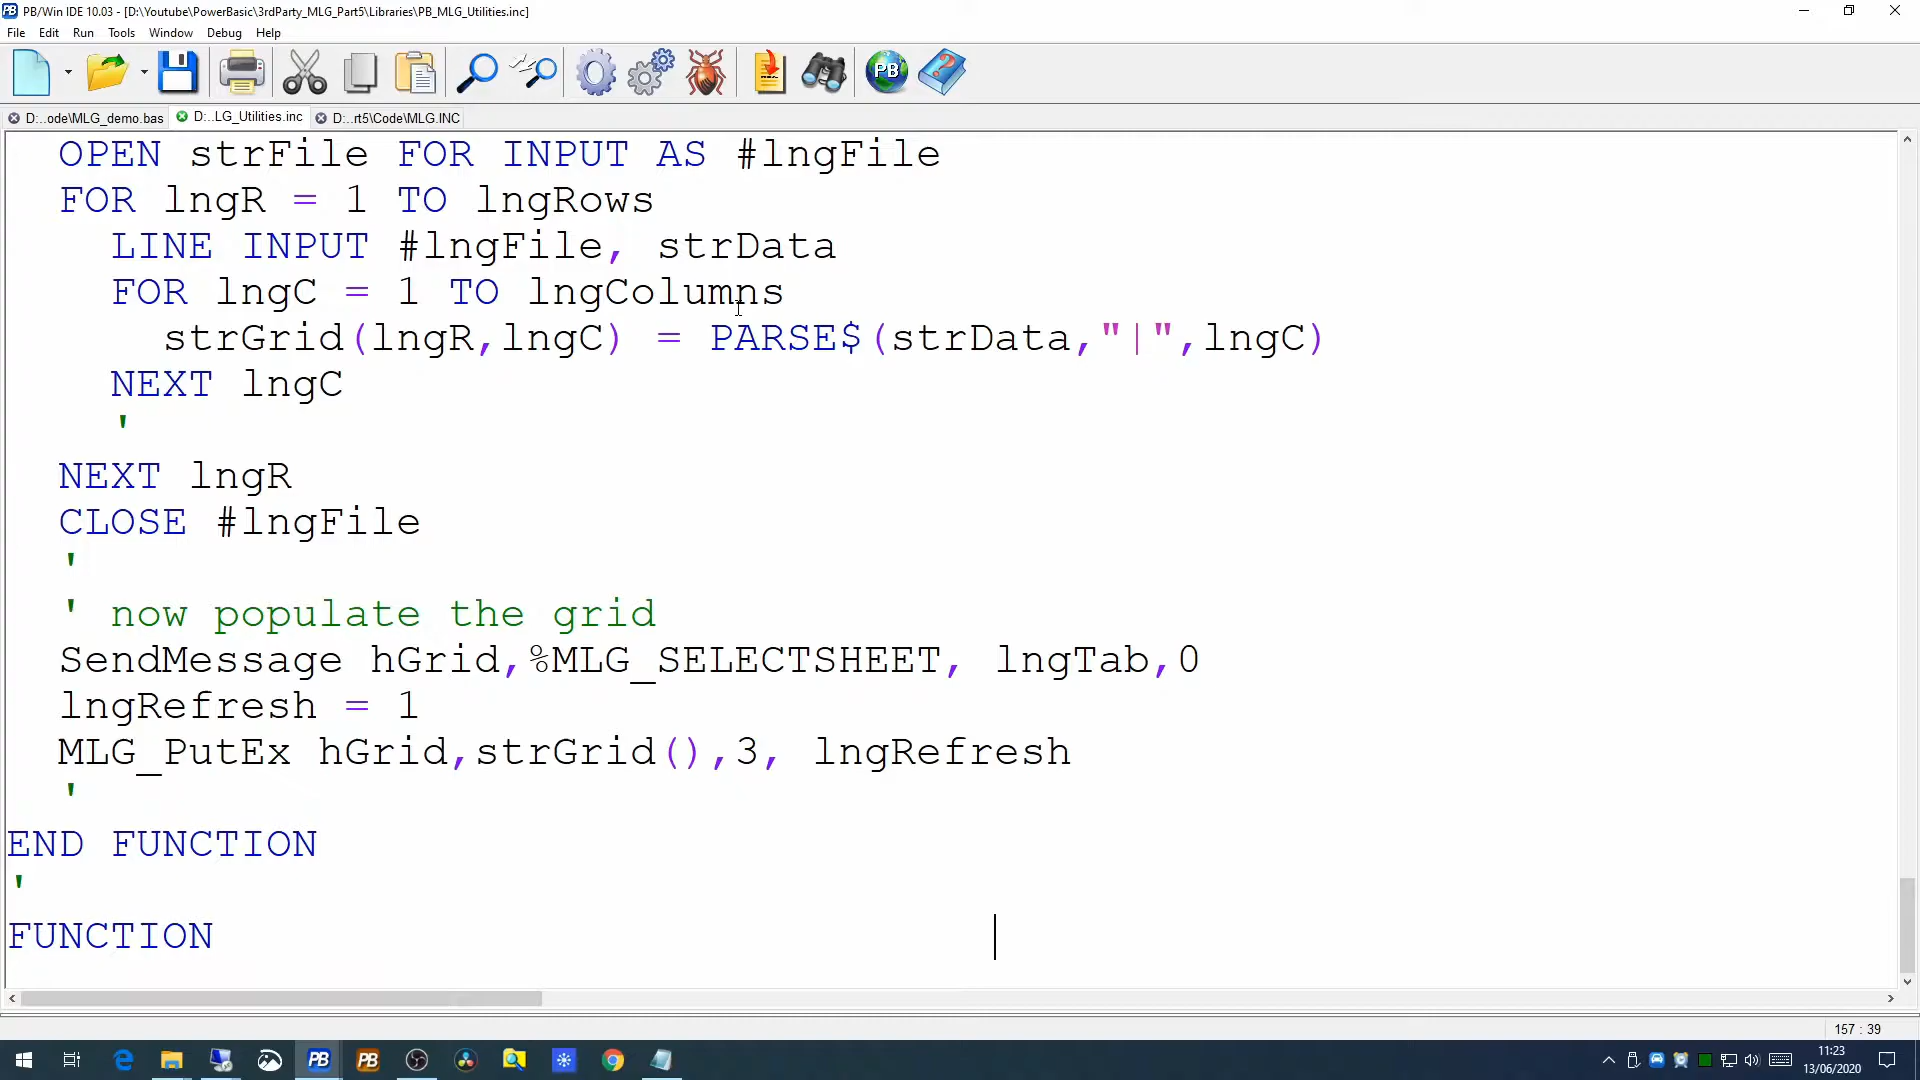 PB/Win IDE 10.03 - [D:\Youtube\PowerBasic\3rdParty_MLG_Part5\Libraries\PB_MLG_Utilities.inc]
File Edit Run Tools Window Debug Help
PB
D:..ode\MLG_demo.bas D:..LG_Utilities.inc D:..rt5\Code\MLG.INC
OPEN strFile FOR INPUT AS #lngFile
FOR lngR = 1 TO lngRows
LINE INPUT #lngFile, strData
FOR lngC = 1 TO lngColumns
strGrid(lngR,lngC) = PARSE$(strData,"|",lngC)
NEXT lngC
'
NEXT lngR
CLOSE #lngFile
'
' now populate the grid
SendMessage hGrid,%MLG_SELECTSHEET, lngTab,0
lngRefresh = 1
MLG_PutEx hGrid,strGrid(),3, lngRefresh
'
END FUNCTION
'
FUNCTION
157 : 39
PB PB
11:23
13/06/2020